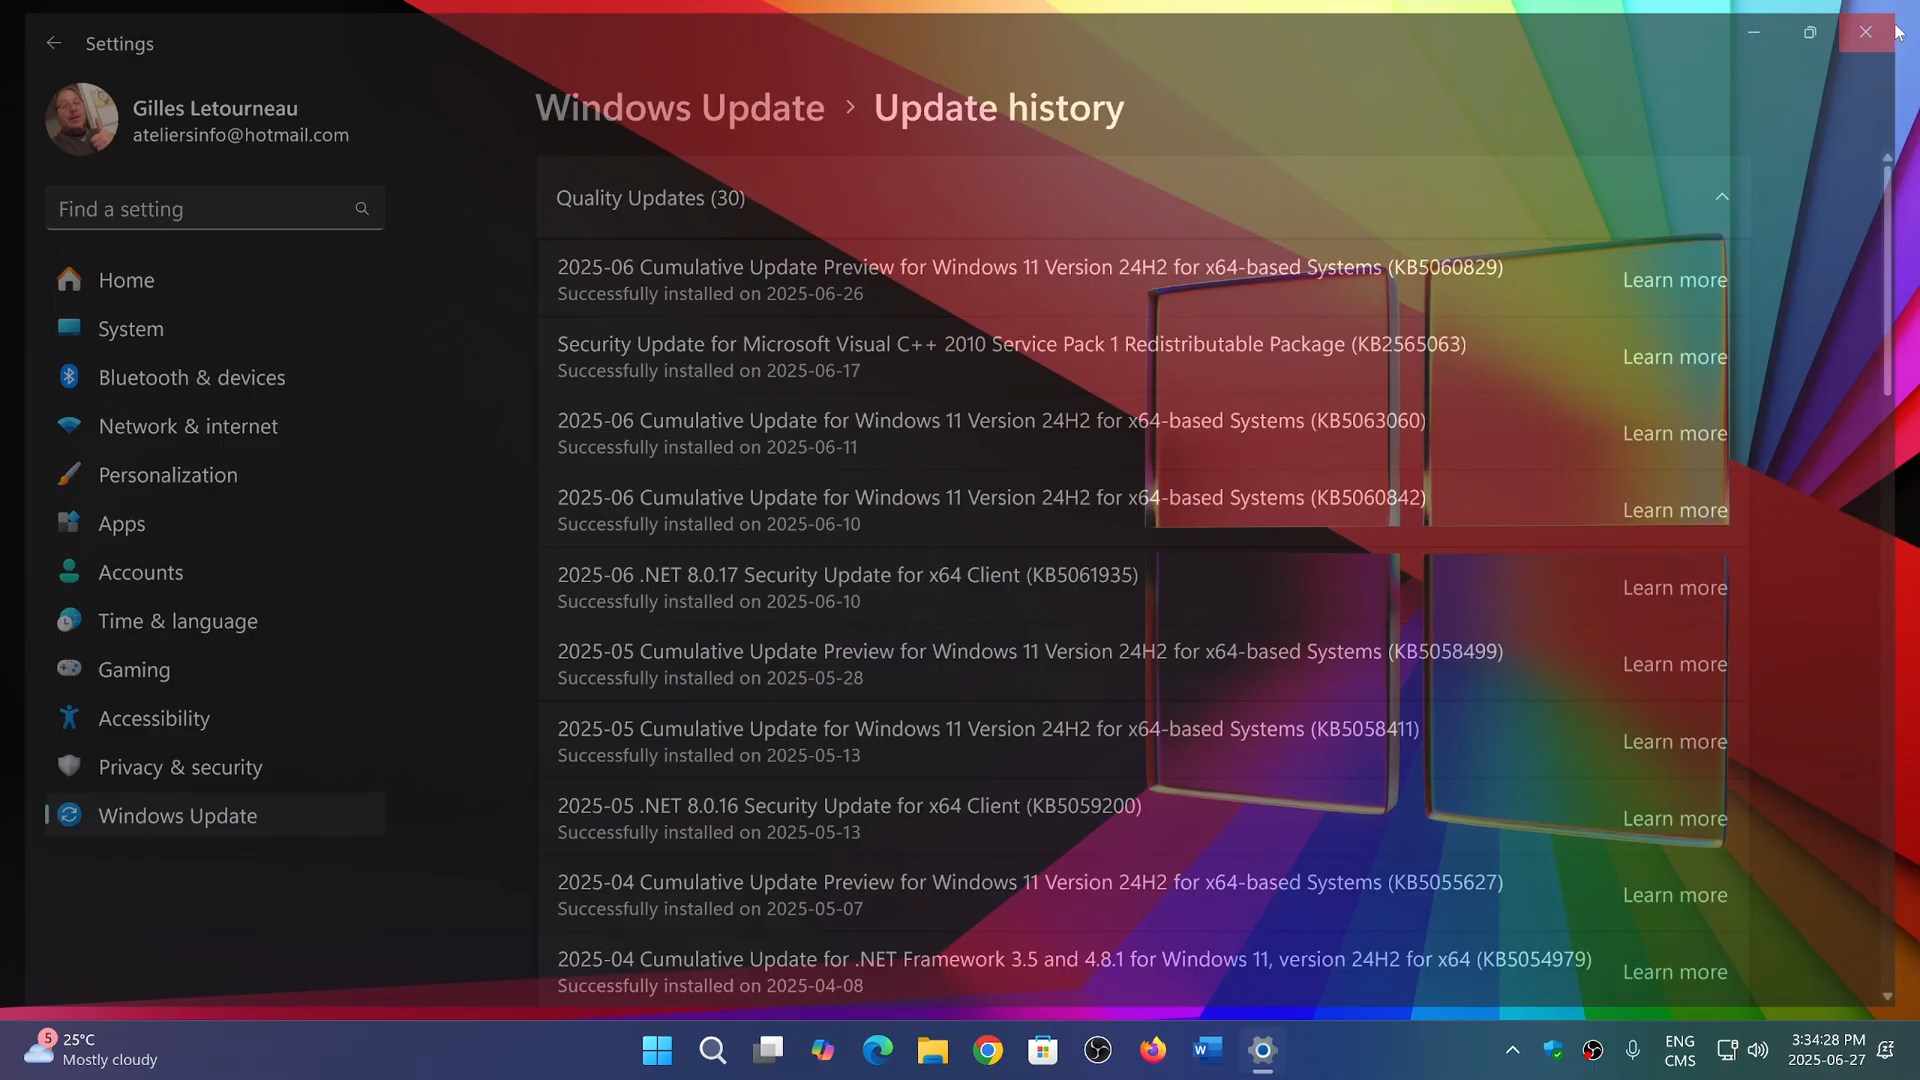 Settings
Gilles Letourneau
ateliersinfo@hotmail.com
Find a setting
Home
System
Bluetooth & devices
Network & internet
Personalization
Apps
Accounts
Time & language
Gaming
Accessibility
Privacy & security
Windows Update
Windows Update > Update history
Quality Updates (30)
2025-06 Cumulative Update Preview for Windows 11 Version 24H2 for x64-based Systems (KB5060829)
Successfully installed on 2025-06-26
Learn more
Security Update for Microsoft Visual C++ 2010 Service Pack 1 Redistributable Package (KB2565063)
Successfully installed on 2025-06-17
Learn more
2025-06 Cumulative Update for Windows 11 Version 24H2 for x64-based Systems (KB5063060)
Successfully installed on 2025-06-11
Learn more
2025-06 Cumulative Update for Windows 11 Version 24H2 for x64-based Systems (KB5060842)
Successfully installed on 2025-06-10
Learn more
2025-06 .NET 8.0.17 Security Update for x64 Client (KB5061935)
Successfully installed on 2025-06-10
Learn more
2025-05 Cumulative Update Preview for Windows 11 Version 24H2 for x64-based Systems (KB5058499)
Successfully installed on 2025-05-28
Learn more
2025-05 Cumulative Update for Windows 11 Version 24H2 for x64-based Systems (KB5058411)
Successfully installed on 2025-05-13
Learn more
2025-05 .NET 8.0.16 Security Update for x64 Client (KB5059200)
Successfully installed on 2025-05-13
Learn more
2025-04 Cumulative Update Preview for Windows 11 Version 24H2 for x64-based Systems (KB5055627)
Successfully installed on 2025-05-07
Learn more
2025-04 Cumulative Update for .NET Framework 3.5 and 4.8.1 for Windows 11, version 24H2 for x64 (KB5054979)
Successfully installed on 2025-04-08
Learn more
5
25°C
Mostly cloudy
W
ENG
CMS
3:34:28 PM
2025-06-27